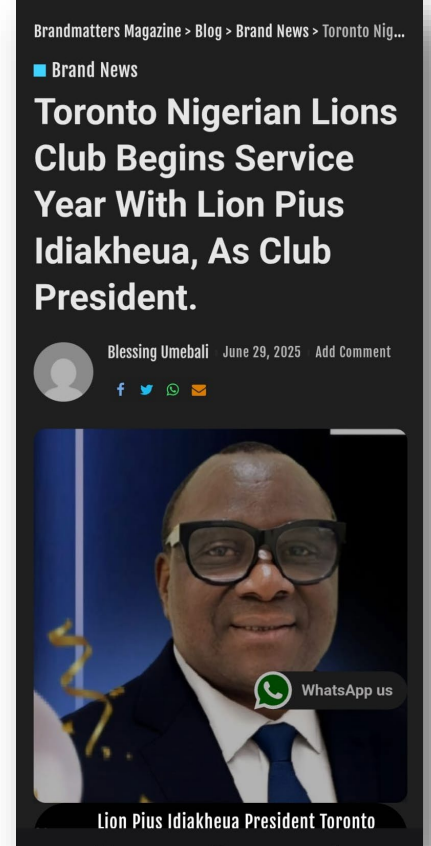 Brandmatters Magazine > Blog > Brand News > Toronto Nig...
Brand News
Toronto Nigerian Lions
Club Begins Service
Year With Lion Pius
Idiakheua, As Club
President.
Blessing Umebali June 29, 2025 Add Comment
WhatsApp us
Lion Pius Idiakheua President Toronto